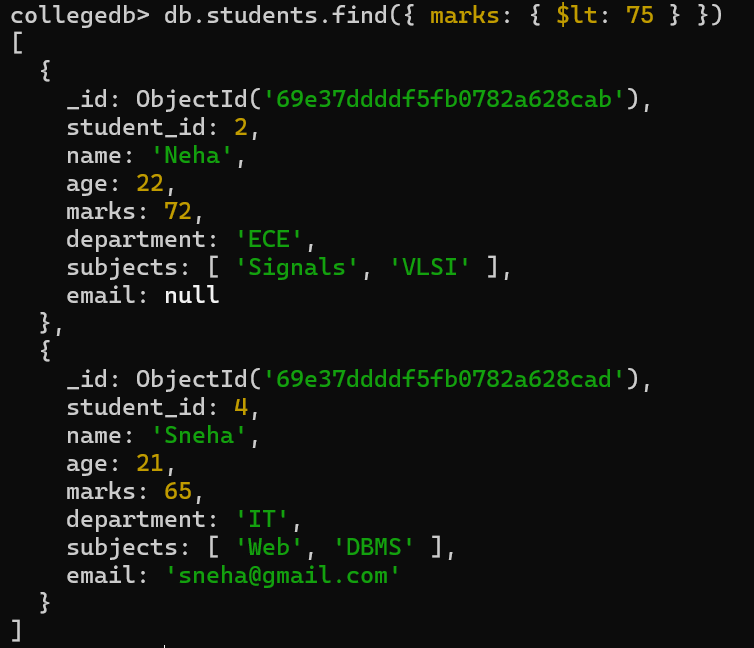 collegedb> db.students.find({ marks: { $lt: 75 } })
[
  {
    _id: ObjectId('69e37ddddf5fb0782a628cab'),
    student_id: 2,
    name: 'Neha',
    age: 22,
    marks: 72,
    department: 'ECE',
    subjects: [ 'Signals', 'VLSI' ],
    email: null
  },
  {
    _id: ObjectId('69e37ddddf5fb0782a628cad'),
    student_id: 4,
    name: 'Sneha',
    age: 21,
    marks: 65,
    department: 'IT',
    subjects: [ 'Web', 'DBMS' ],
    email: 'sneha@gmail.com'
  }
]